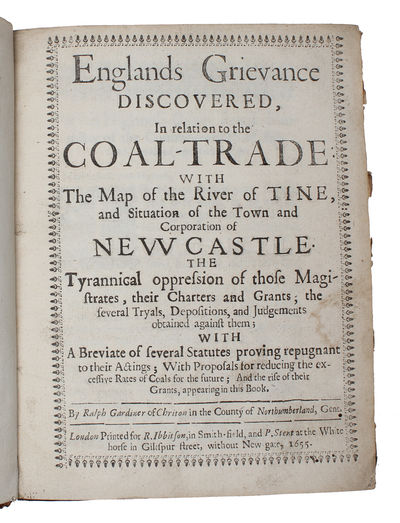 Englands Grievance
DISCOVERED,
In relation to the
COAL-TRADE:
WITH
The Map of the River of TINE,
and Situation of the Town and
Corporation of
NEWCASTLE.
THE
Tyrannical oppreſſion of thoſe Magi-
ſtrates, their Charters and Grants; the
ſeveral Tryals, Depoſitions, and Judgements
obtained againſt them;
WITH
A Breviate of ſeveral Statutes proving repugnant
to their Actings; With Propoſals for reducing the ex-
ceſſive Rates of Coals for the future; And the riſe of their
Grants, appearing in this Book.
By Ralph Gardiner of Chriton in the County of Northumberland, Gent.
London Printed for R. Ibbitſon, in Smith-field, and P. Stent at the White
horſe in Giltſpur ſtreet, without Newgate, 1655.